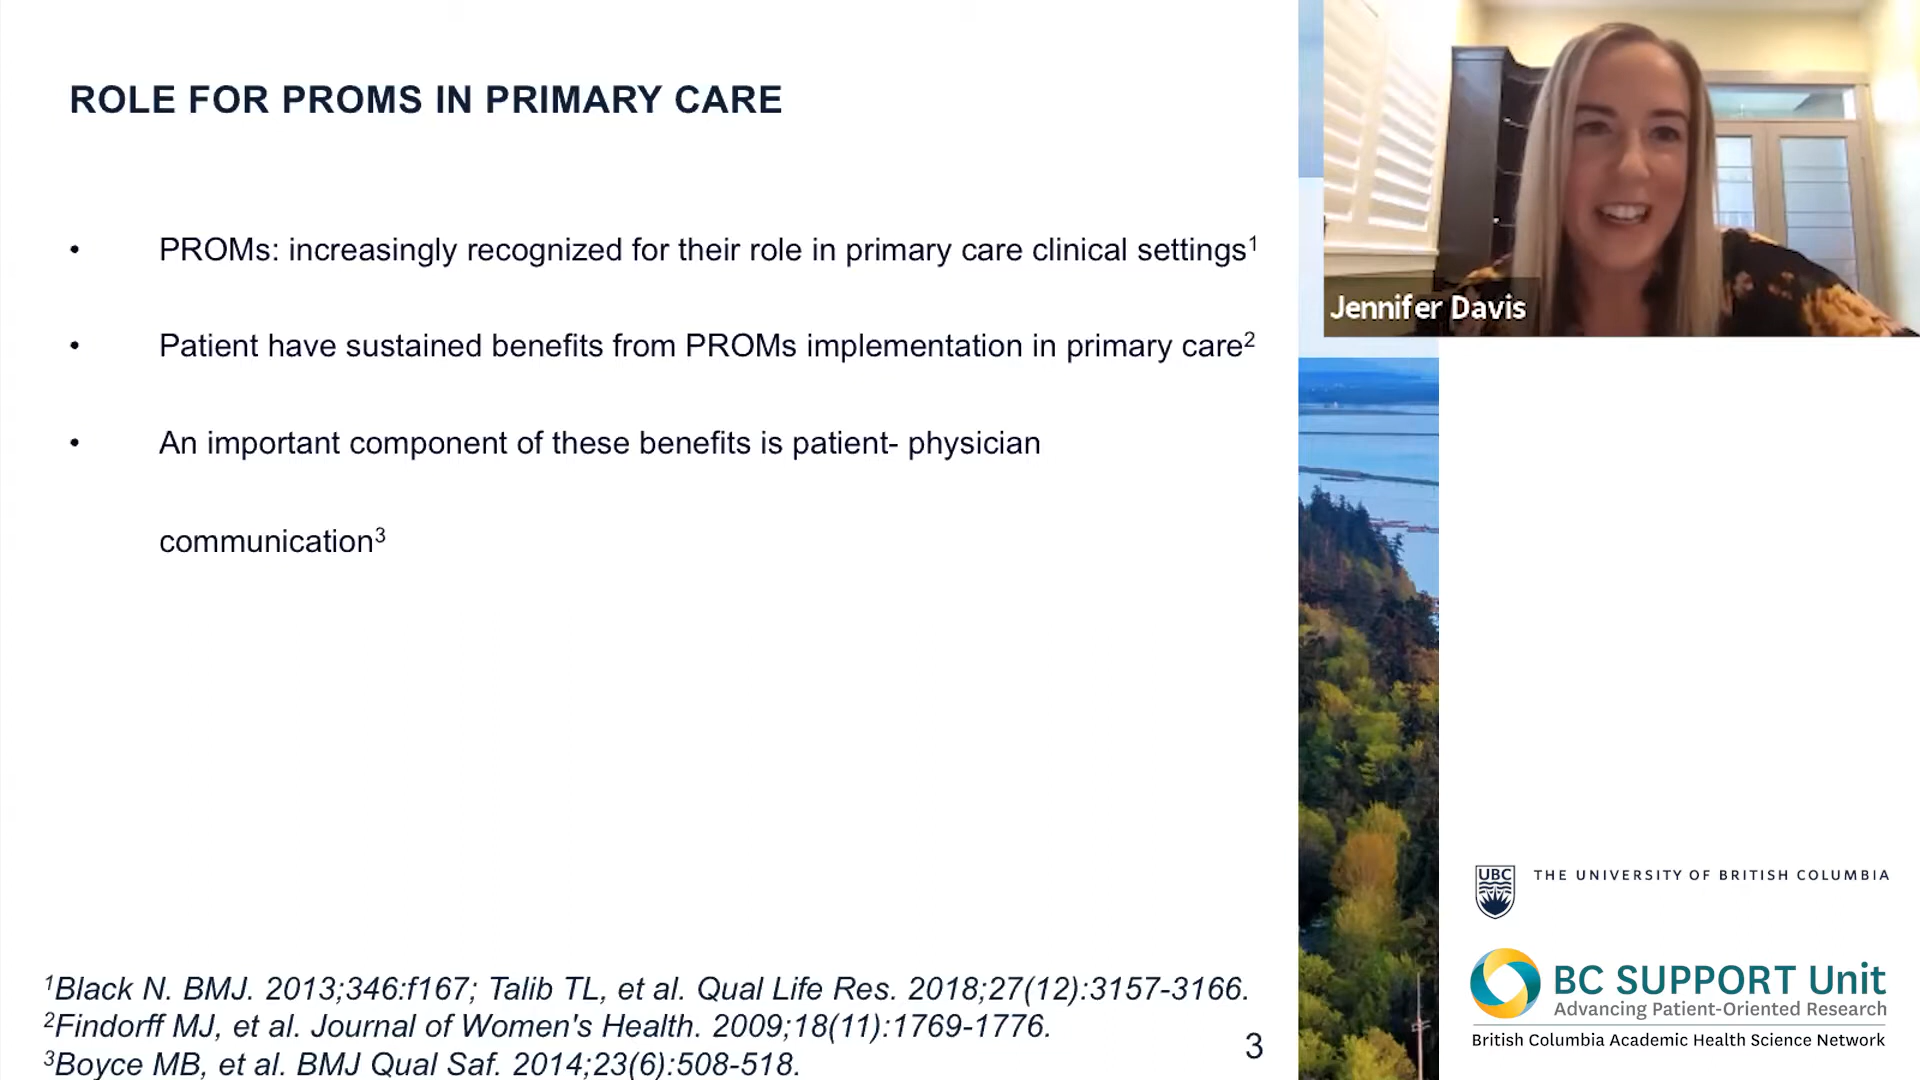 ROLE FOR PROMS IN PRIMARY CARE
• PROMs: increasingly recognized for their role in primary care clinical settings¹
• Patient have sustained benefits from PROMs implementation in primary care²
• An important component of these benefits is patient- physician
communication³
¹Black N. BMJ. 2013;346:f167; Talib TL, et al. Qual Life Res. 2018;27(12):3157-3166.
²Findorff MJ, et al. Journal of Women's Health. 2009;18(11):1769-1776.
³Boyce MB, et al. BMJ Qual Saf. 2014;23(6):508-518.
3
Jennifer Davis
UBC
THE UNIVERSITY OF BRITISH COLUMBIA
BC SUPPORT Unit
Advancing Patient-Oriented Research
British Columbia Academic Health Science Network